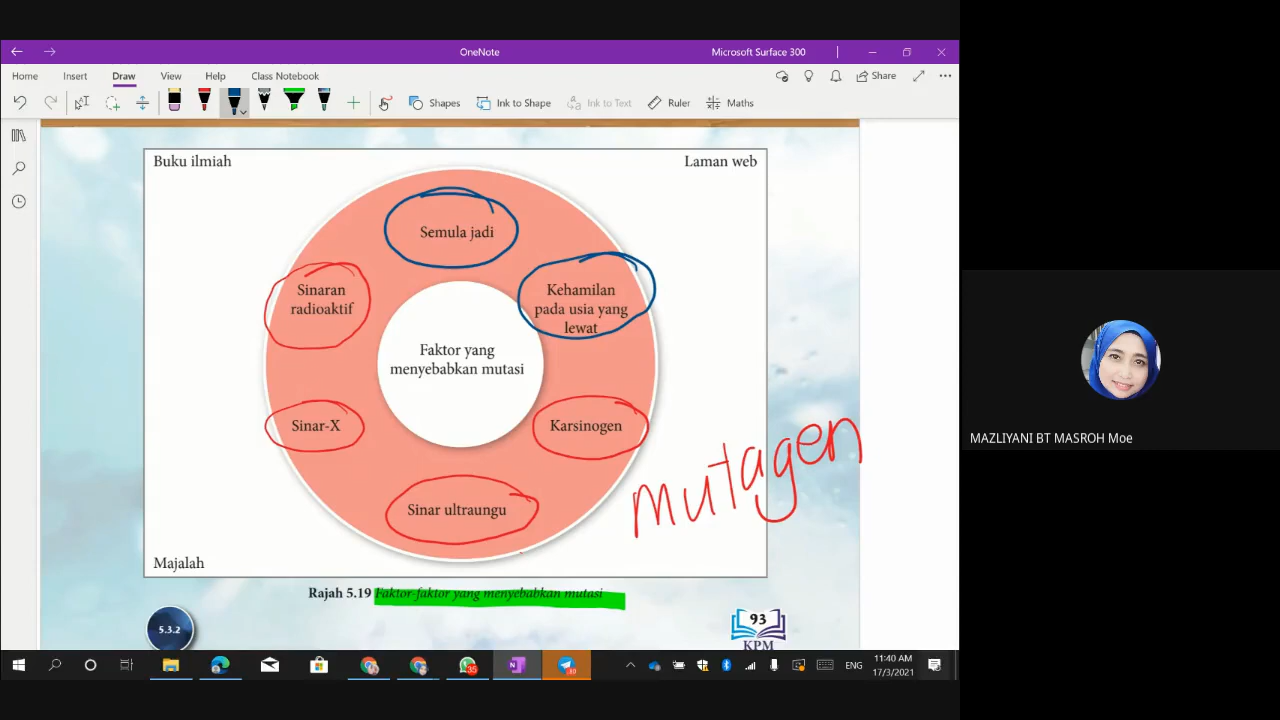 OneNote
Microsoft Surface 300
Home
Insert
Draw
View
Help
Class Notebook
Share
Shapes
Ink to Shape
Ink to Text
Ruler
Maths
Buku ilmiah
Laman web
Semula jadi
Sinaran
radioaktif
Kehamilan
pada usia yang
lewat
Faktor yang
menyebabkan mutasi
Sinar-X
Karsinogen
mutagen
Sinar ultraungu
Majalah
Rajah 5.19 Faktor-faktor yang menyebabkan mutasi
5.3.2
93
KPM
MAZLIYANI BT MASROH Moe
35
ENG
11:40 AM
17/3/2021